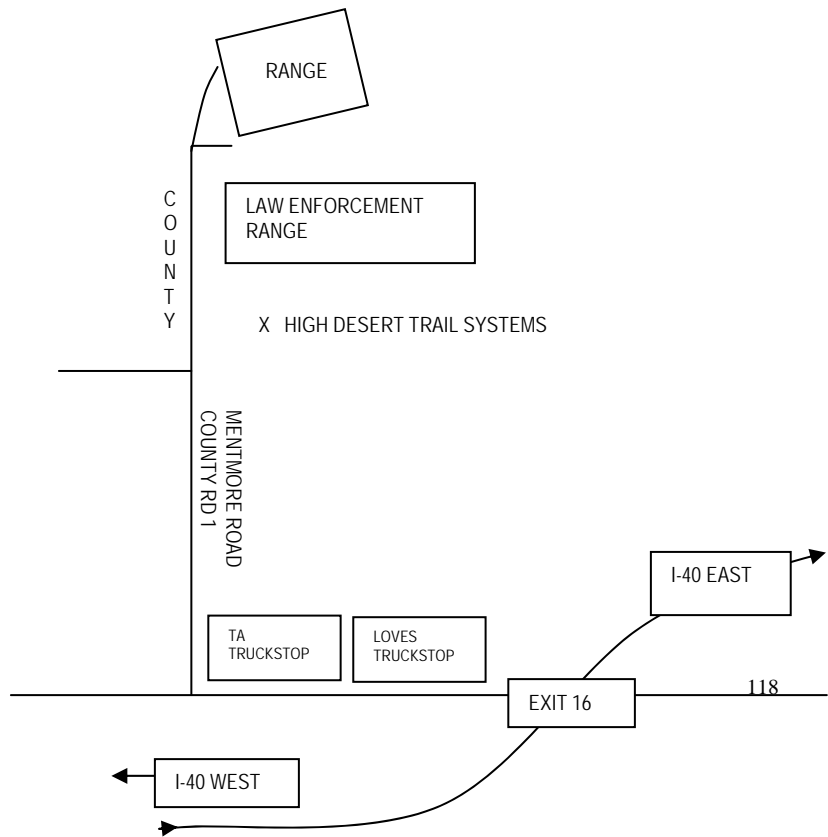 RANGE
COUNTY
LAW ENFORCEMENT
RANGE
X HIGH DESERT TRAIL SYSTEMS
MENTMORE ROAD
COUNTY RD 1
I-40 EAST
TA
TRUCKSTOP
LOVES
TRUCKSTOP
EXIT 16
118
I-40 WEST